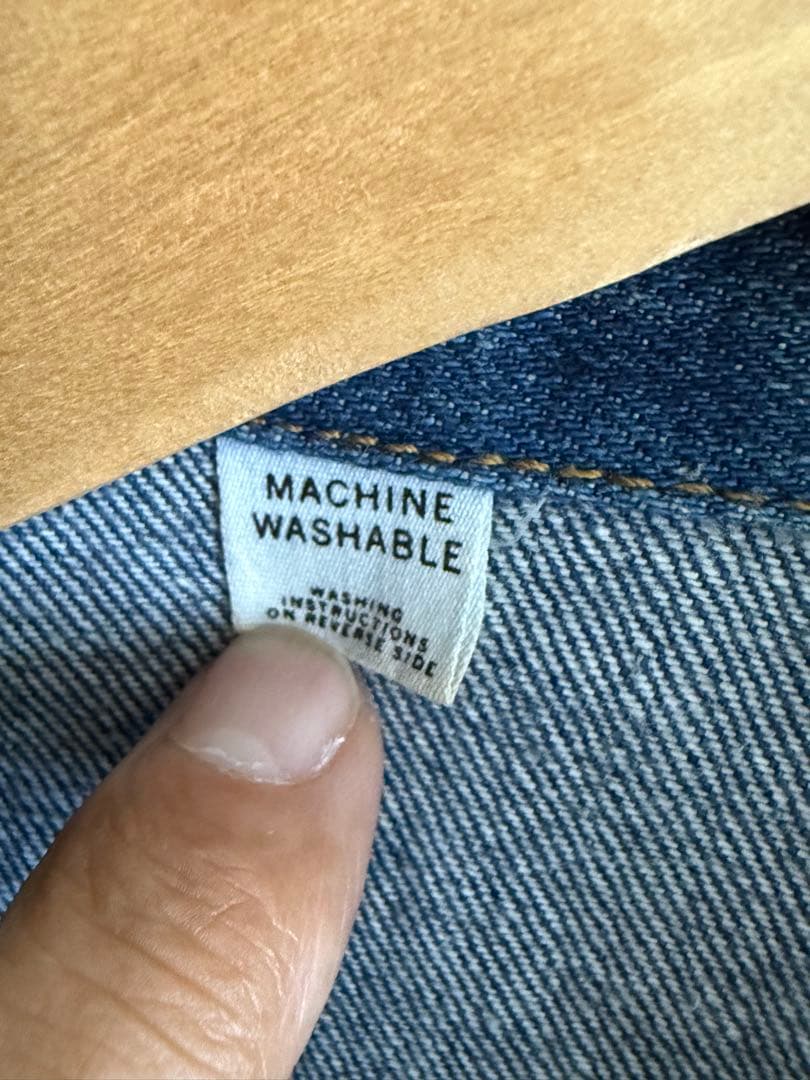 MACHINE
WASHABLE
WASHING
INSTRUCTIONS
ON REVERSE SIDE